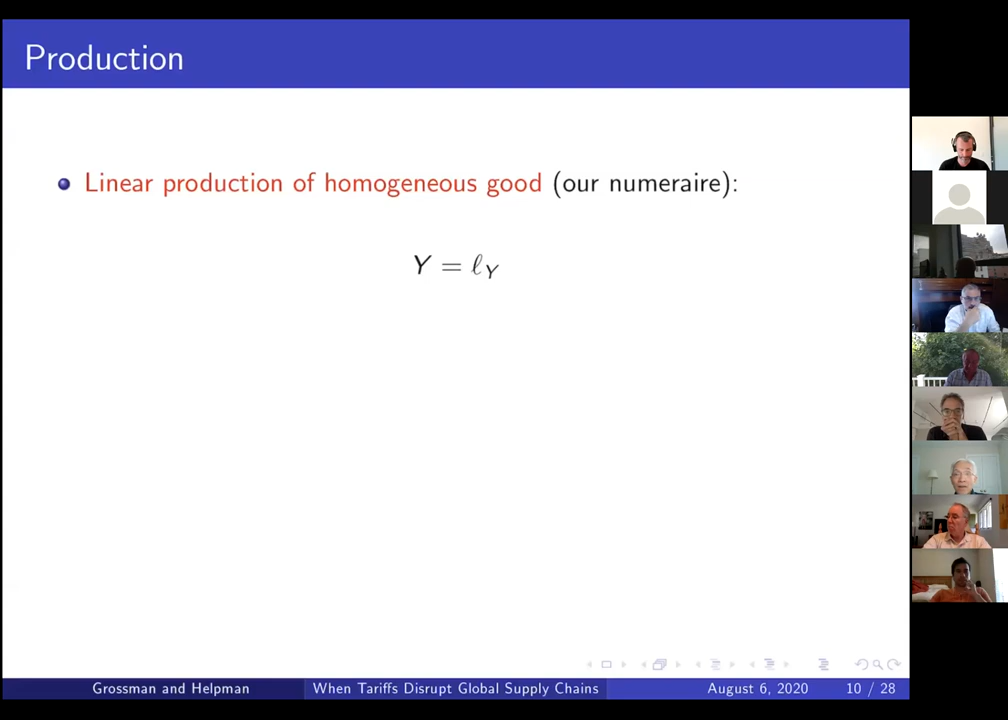 Production
Linear production of homogeneous good (our numeraire):
Y = ℓ_Y
Grossman and Helpman
When Tariffs Disrupt Global Supply Chains
August 6, 2020
10 / 28